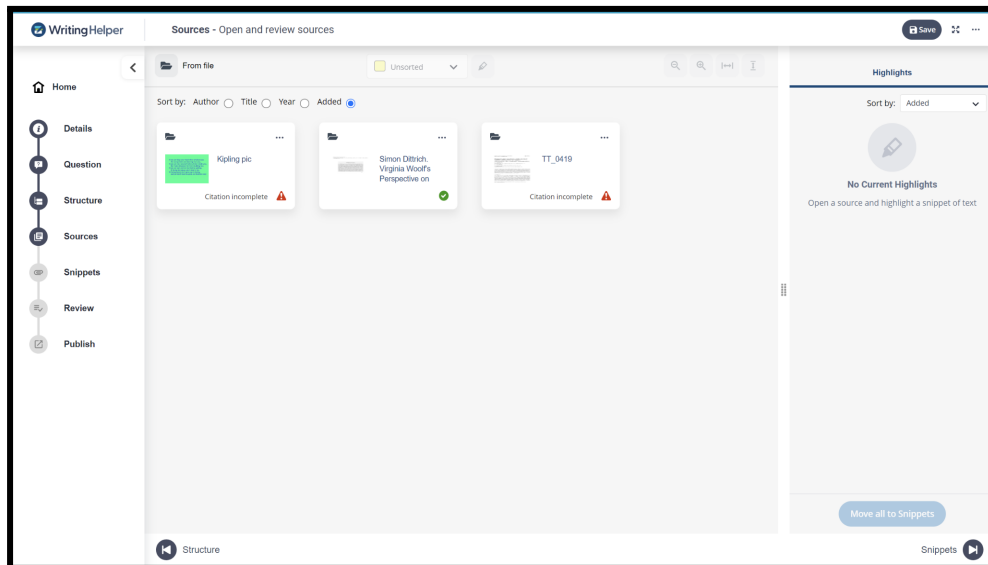 WritingHelper
Sources - Open and review sources
Save
Home
Details
Question
Structure
Sources
Snippets
Review
Publish
From file
Unsorted
Sort by: Author Title Year Added
Kipling pic
Citation incomplete
Simon Dittrich.
Virginia Woolf's
Perspective on
TT_0419
Citation incomplete
Highlights
Sort by: Added
No Current Highlights
Open a source and highlight a snippet of text
Move all to Snippets
Structure
Snippets